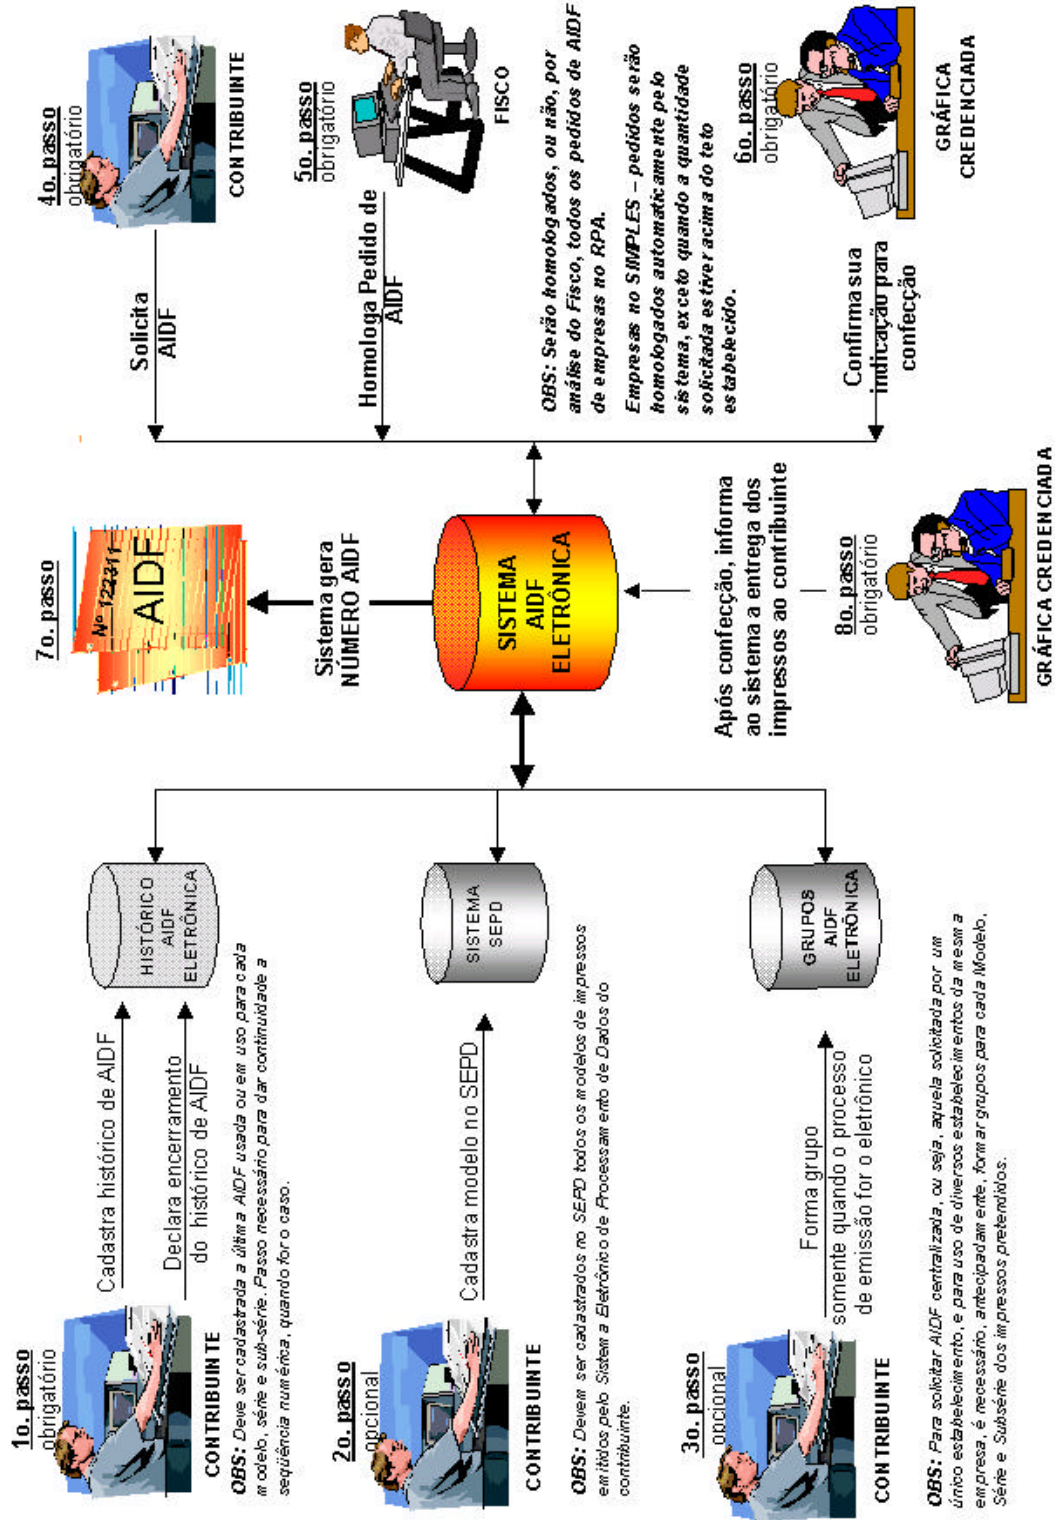 1o. passo
obrigatório
CONTRIBUINTE
Cadastra histórico de AIDF
Declara encerramento
do histórico de AIDF
HISTÓRICO
AIDF
ELETRÔNICA
OBS: Deve ser cadastrada a última AIDF usada ou em uso para cada
modelo, série e sub-série. Passo necessário para dar continuidade a
seqüência numérica, quando for o caso.
2o. passo
opcional
CONTRIBUINTE
Cadastra modelo no SEPD
SISTEMA
SEPD
OBS: Devem ser cadastrados no SEPD todos os modelos de impressos
emitidos pelo Sistema Eletrônico de Processamento de Dados do
contribuinte.
3o. passo
opcional
CONTRIBUINTE
Forma grupo
somente quando o processo
de emissão for o eletrônico
GRUPOS
AIDF
ELETRÔNICA
OBS: Para solicitar AIDF centralizada, ou seja, aquela solicitada por um
único estabelecimento, e para uso de diversos estabelecimentos da mesma
empresa, é necessário, antecipadamente, formar grupos para cada Modelo,
Série e Subsérie dos impressos pretendidos.
7o. passo
Nº 122311
AIDF
Sistema gera
NÚMERO AIDF
SISTEMA
AIDF
ELETRÔNICA
Após confecção, informa
ao sistema a entrega dos
impressos ao contribuinte
8o. passo
obrigatório
GRÁFICA CREDENCIADA
4o. passo
obrigatório
CONTRIBUINTE
Solicita
AIDF
5o. passo
obrigatório
FISCO
Homologa Pedido de
AIDF
OBS: Serão homologados, ou não, por
análise do Fisco, todos os pedidos de AIDF
de empresas no RPA.
Empresas no SIMPLES – pedidos serão
homologados automaticamente pelo
sistema, exceto quando a quantidade
solicitada estiver acima do teto
estabelecido.
6o. passo
obrigatório
GRÁFICA
CREDENCIADA
Confirma sua
indicação para
confecção